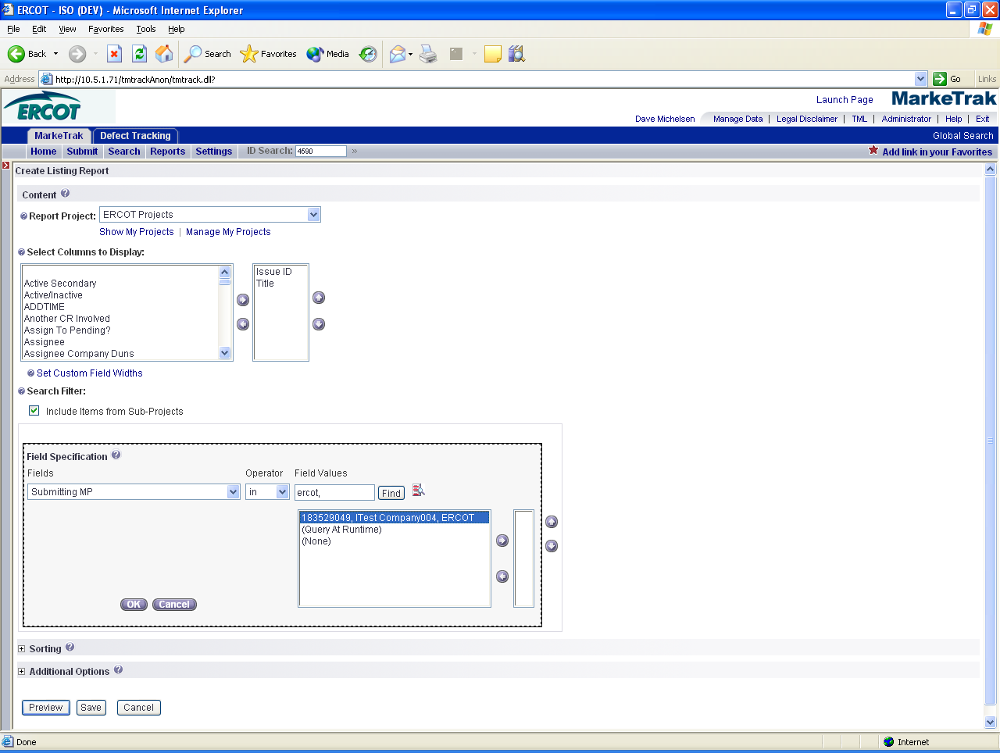 ERCOT - ISO (DEV) - Microsoft Internet Explorer
File Edit View Favorites Tools Help
Back Search Favorites Media
Address http://10.5.1.71/tmtrackAnon/tmtrack.dll? Go Links
ERCOT
Launch Page MarkeTrak
Dave Michelsen Manage Data | Legal Disclaimer | TML | Administrator | Help | Exit
MarkeTrak Defect Tracking Global Search
Home Submit Search Reports Settings ID Search: 4590 » Add link in your Favorites
Create Listing Report
Content
Report Project: ERCOT Projects
Show My Projects | Manage My Projects
Select Columns to Display:
Issue ID
Active Secondary Title
Active/Inactive
ADDTIME
Another CR Involved
Assign To Pending?
Assignee
Assignee Company Duns
Set Custom Field Widths
Search Filter:
Include Items from Sub-Projects
Field Specification
Fields Operator Field Values
Submitting MP in ercot, Find
183529049, ITest Company004, ERCOT
(Query At Runtime)
(None)
OK Cancel
Sorting
Additional Options
Preview Save Cancel
Done Internet